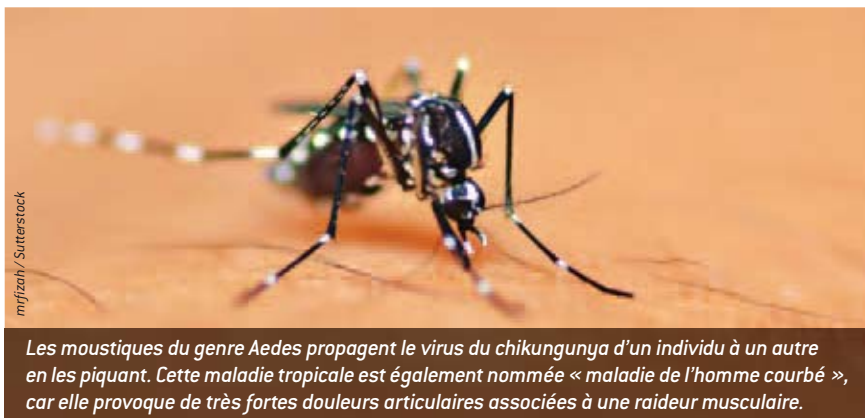 mrfizah / Sutterstock
Les moustiques du genre Aedes propagent le virus du chikungunya d'un individu à un autre
en les piquant. Cette maladie tropicale est également nommée « maladie de l'homme courbé »,
car elle provoque de très fortes douleurs articulaires associées à une raideur musculaire.